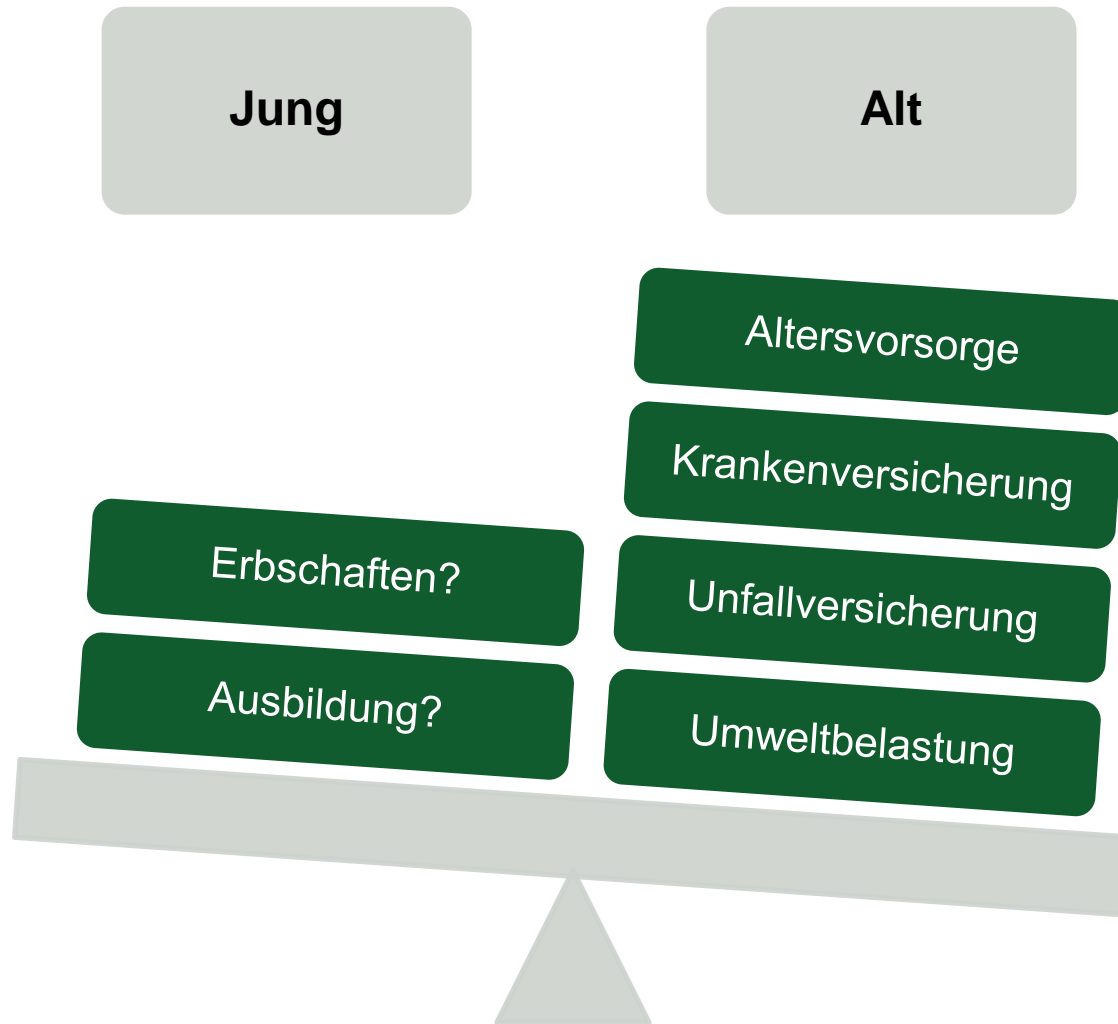 Jung
Alt
Erbschaften?
Ausbildung?
Altersvorsorge
Krankenversicherung
Unfallversicherung
Umweltbelastung